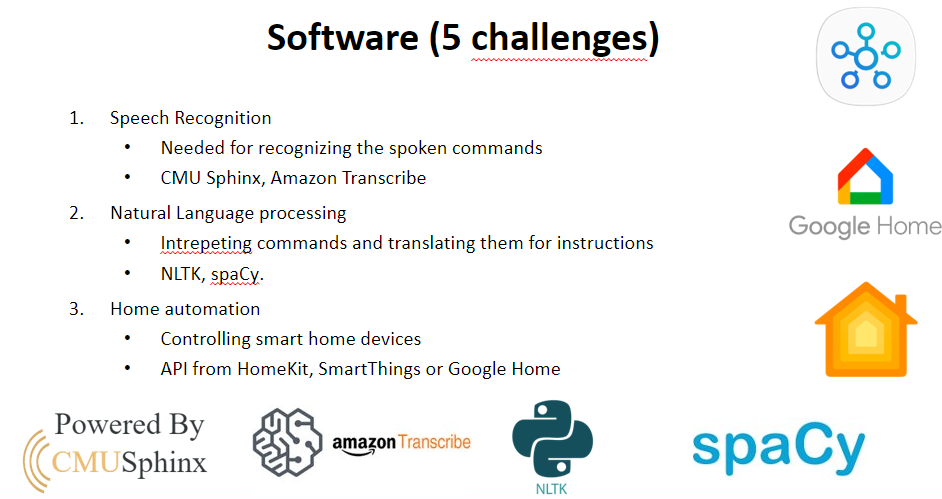 Software (5 challenges)
1. Speech Recognition
• Needed for recognizing the spoken commands
• CMU Sphinx, Amazon Transcribe
2. Natural Language processing
• Intrepeting commands and translating them for instructions
• NLTK, spaCy.
3. Home automation
• Controlling smart home devices
• API from HomeKit, SmartThings or Google Home
Google Home
Powered By
CMUSphinx
amazon Transcribe
NLTK
spaCy